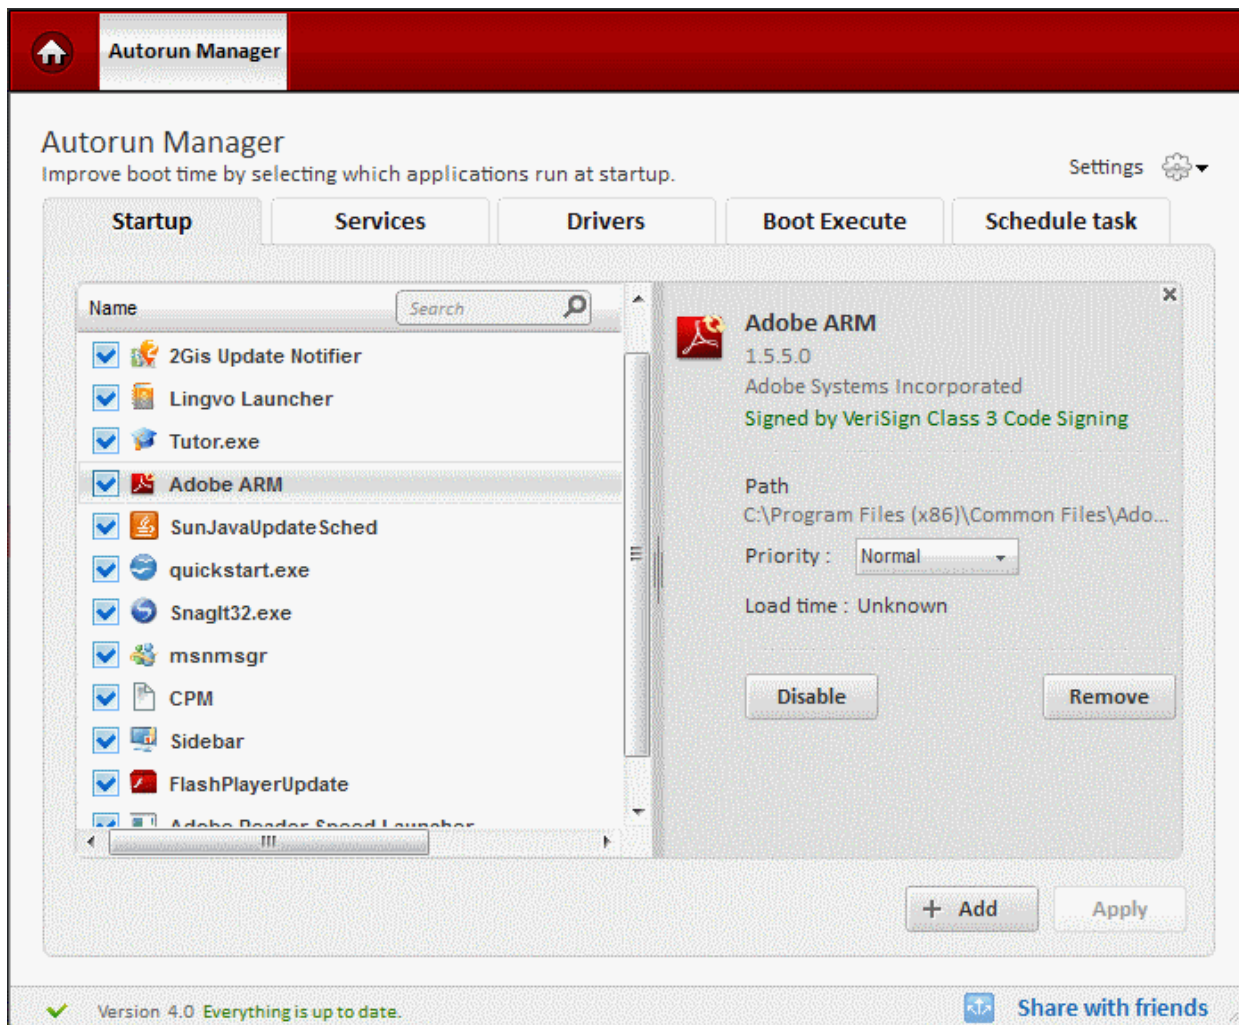 Autorun Manager
Autorun Manager
Improve boot time by selecting which applications run at startup.
Settings
Startup
Services
Drivers
Boot Execute
Schedule task
Name
Search
2Gis Update Notifier
Lingvo Launcher
Tutor.exe
Adobe ARM
SunJavaUpdateSched
quickstart.exe
SnagIt32.exe
msnmsgr
CPM
Sidebar
FlashPlayerUpdate
Adobe Reader Speed Launcher
Adobe ARM
1.5.5.0
Adobe Systems Incorporated
Signed by VeriSign Class 3 Code Signing
Path
C:\Program Files (x86)\Common Files\Ado...
Priority : Normal
Load time : Unknown
Disable
Remove
+ Add
Apply
Version 4.0 Everything is up to date.
Share with friends